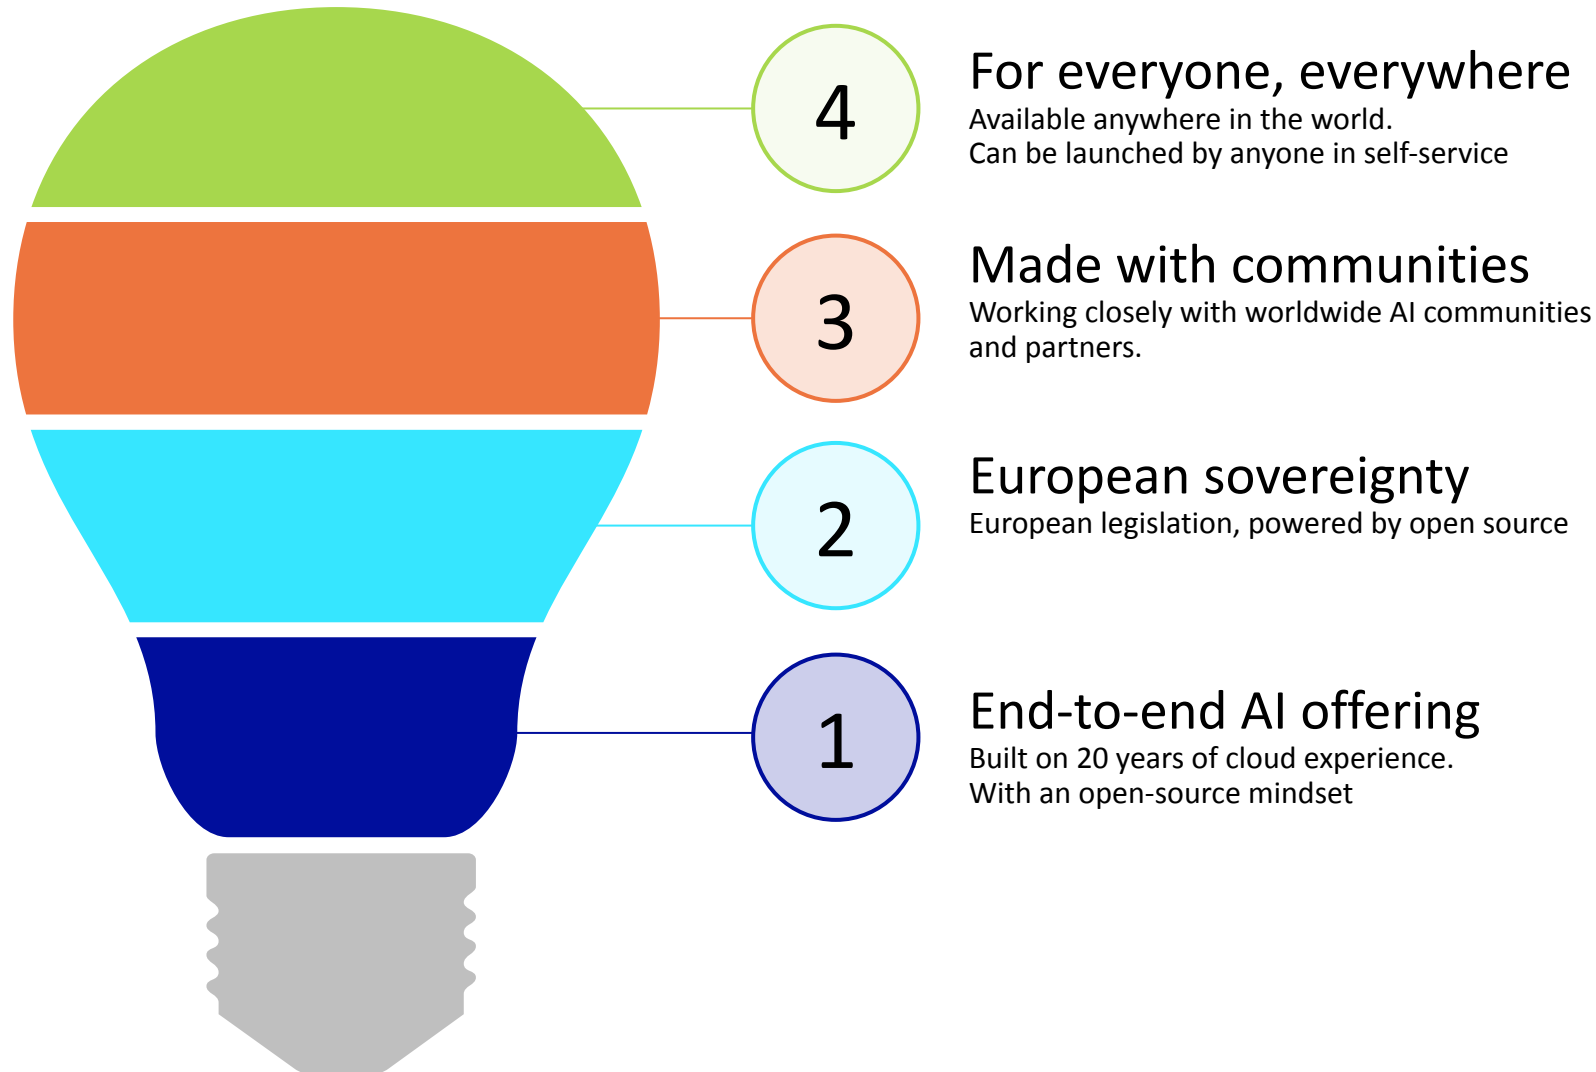 4
For everyone, everywhere
Available anywhere in the world.
Can be launched by anyone in self-service
3
Made with communities
Working closely with worldwide AI communities
and partners.
2
European sovereignty
European legislation, powered by open source
1
End-to-end AI offering
Built on 20 years of cloud experience.
With an open-source mindset